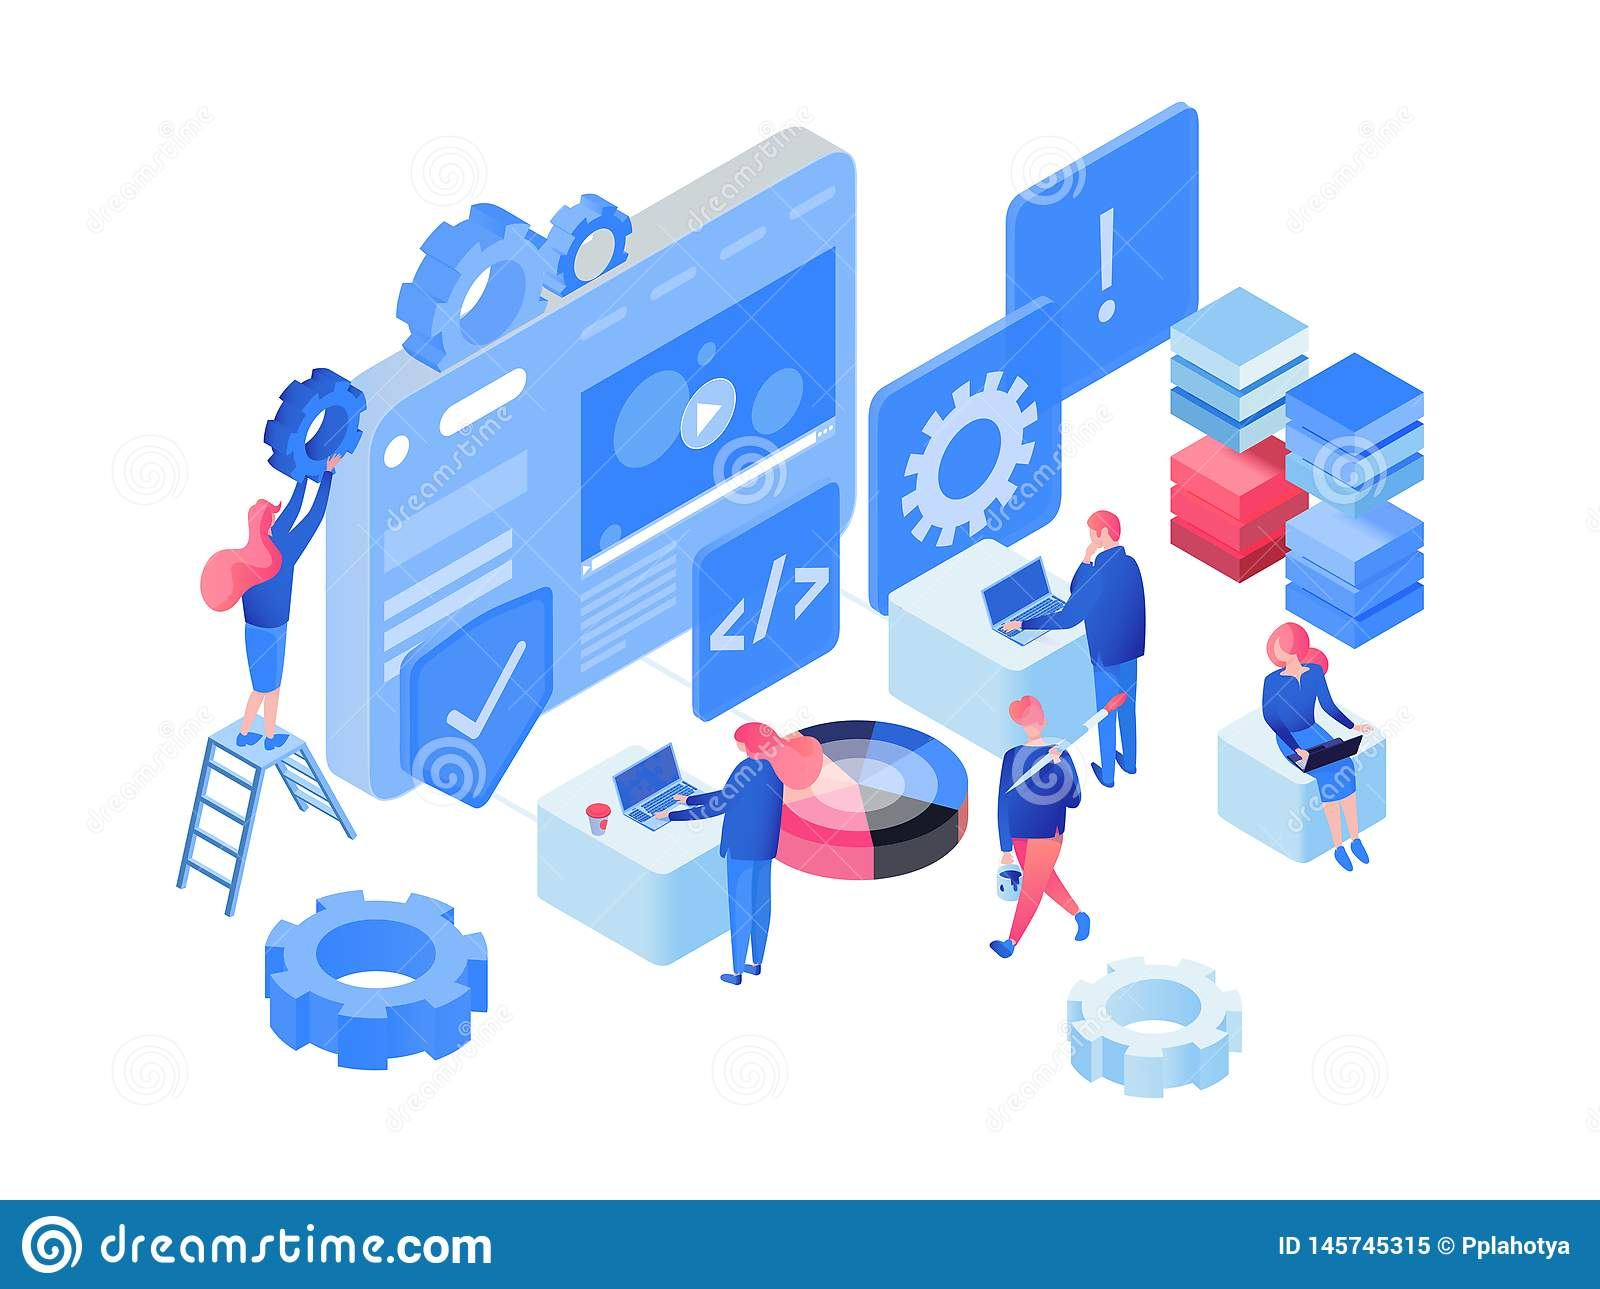 !
</>
dreamstime.com
ID 145745315 © Pplahotya